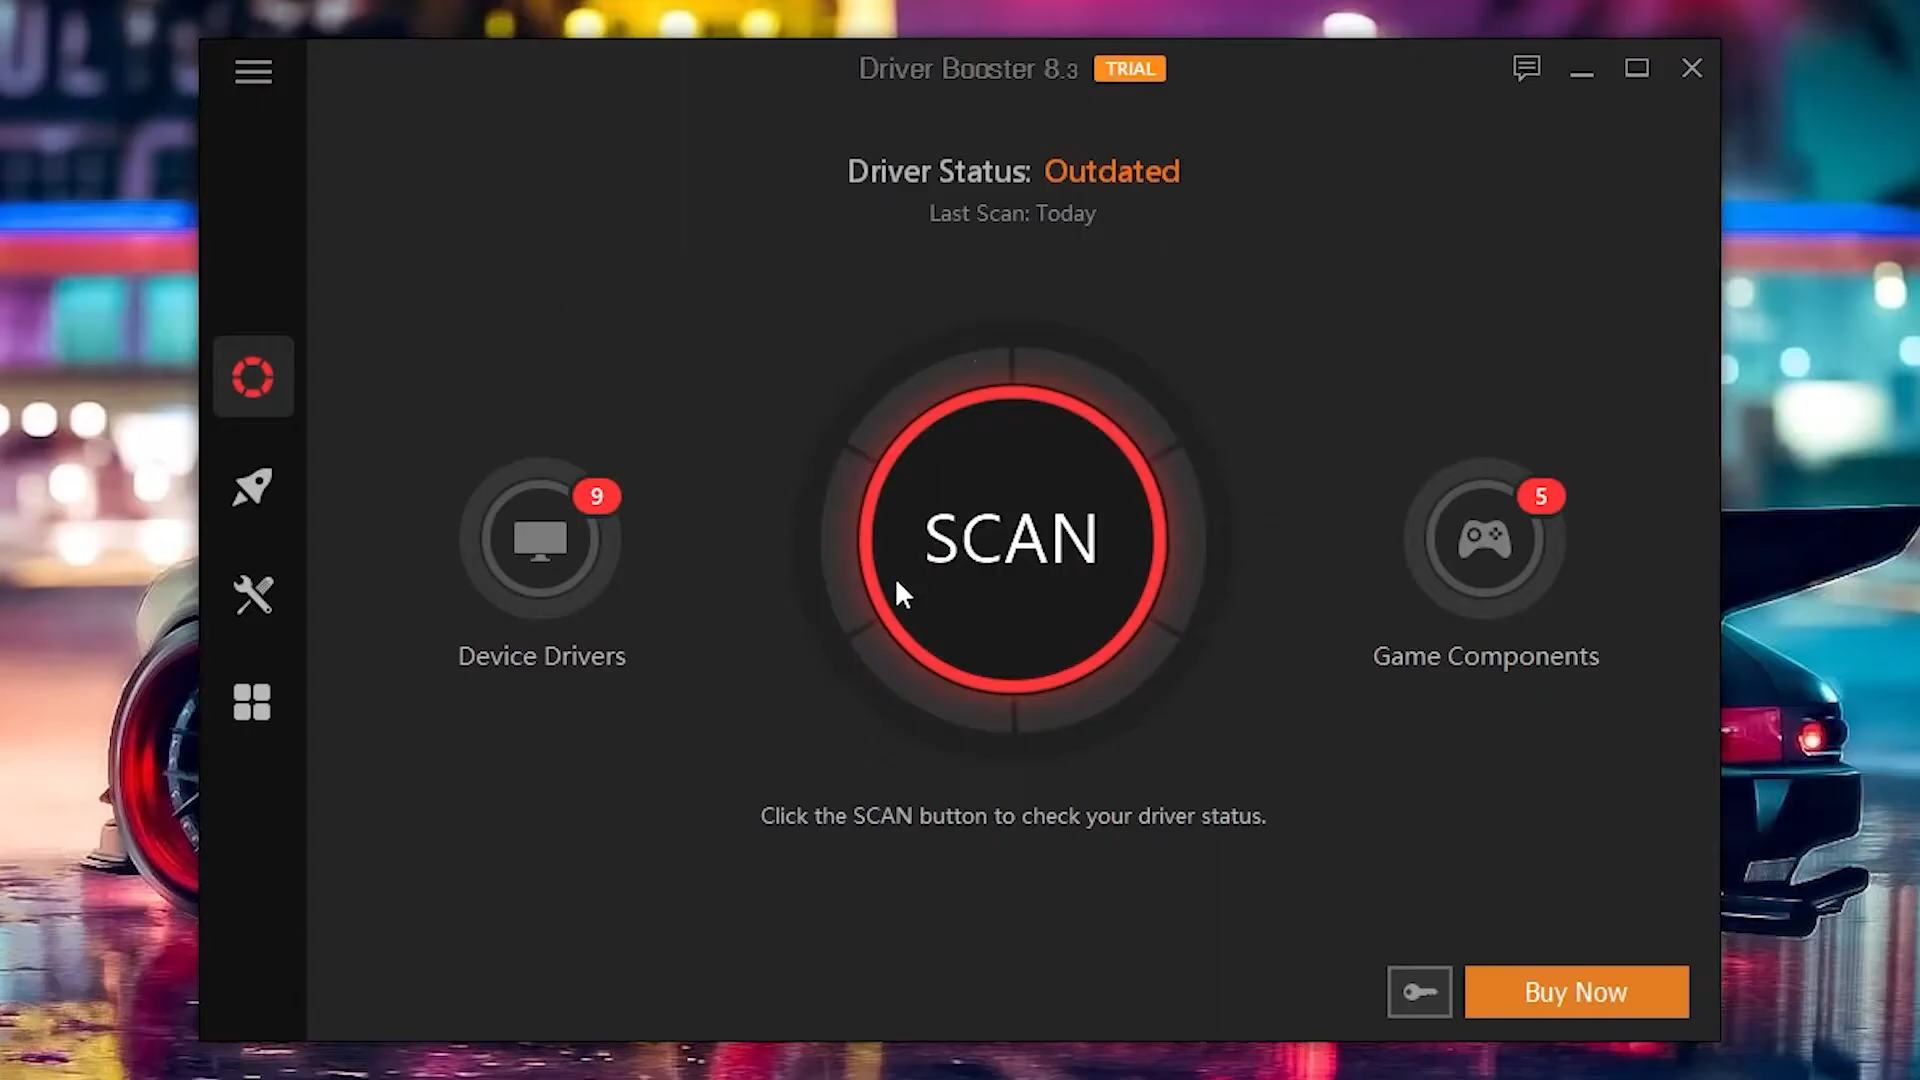 Driver Booster 8.3 TRIAL
Driver Status: Outdated
Last Scan: Today
9
SCAN
5
Device Drivers
Game Components
Click the SCAN button to check your driver status.
Buy Now